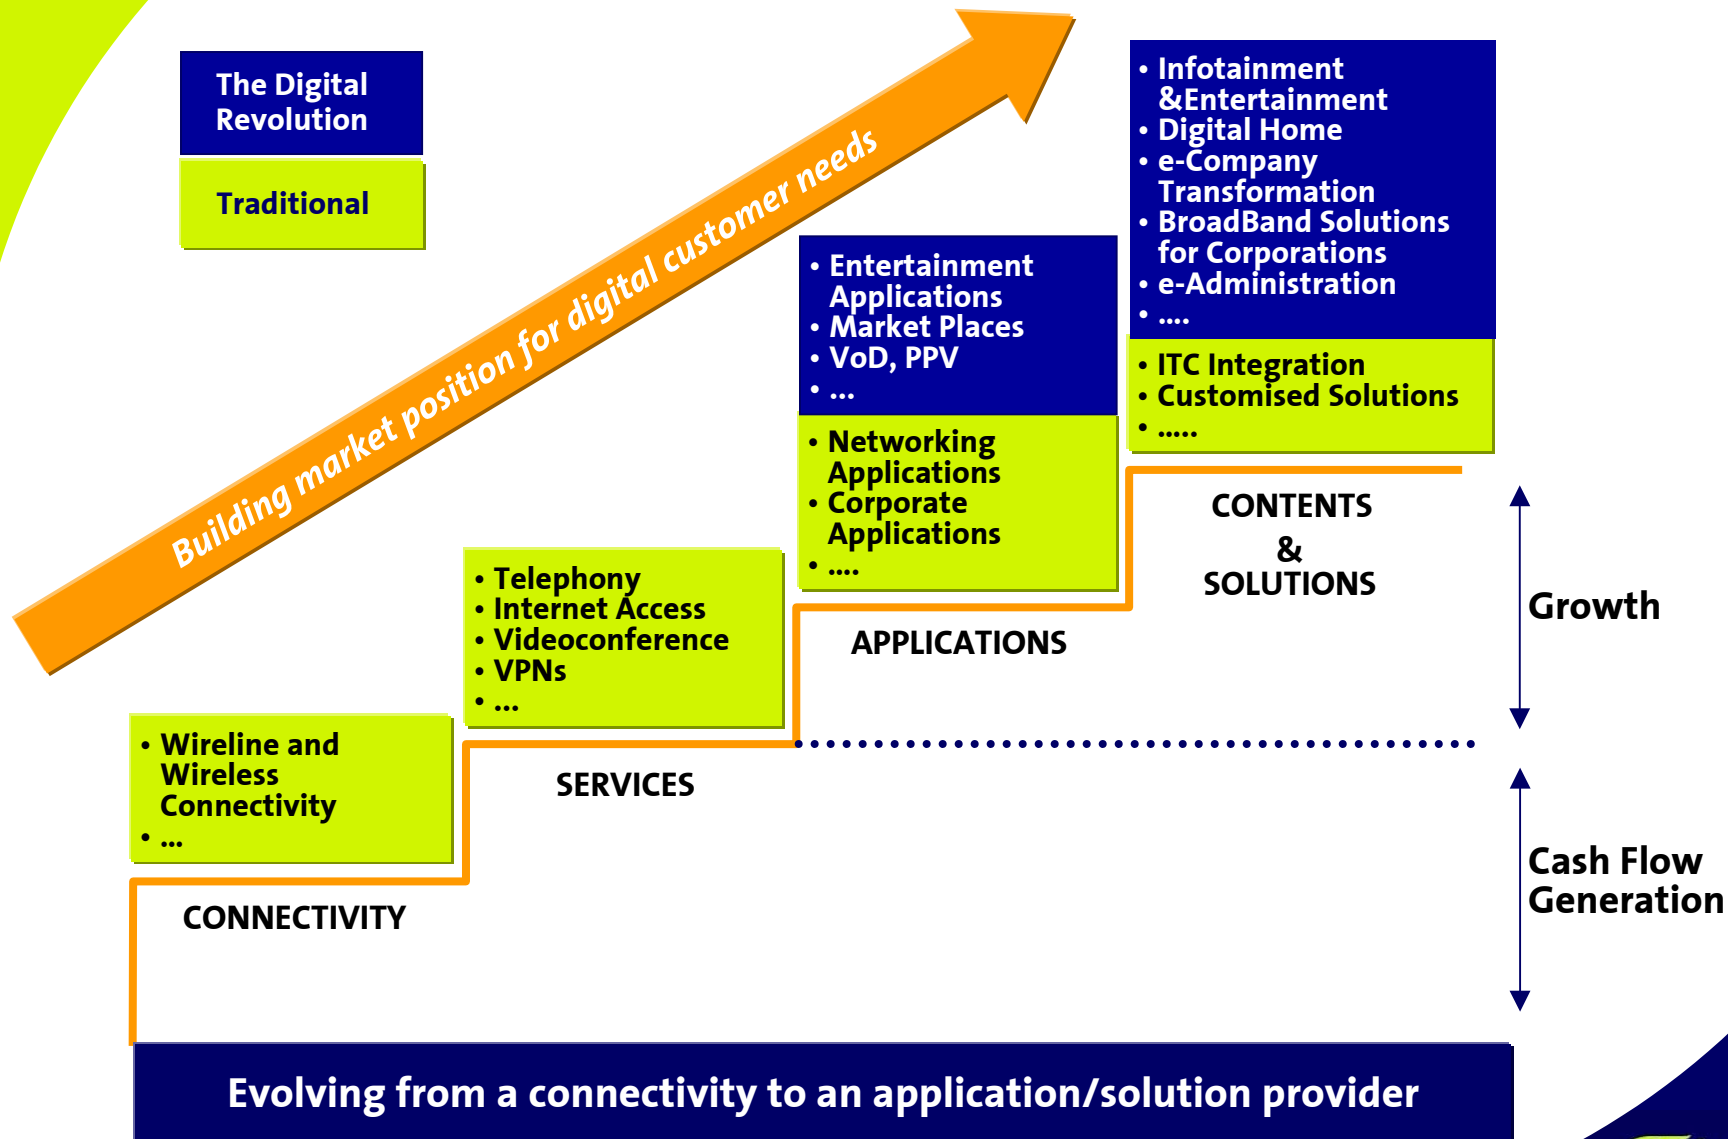 The Digital
Revolution
Traditional
Building market position for digital customer needs
• Infotainment
&Entertainment
• Digital Home
• e-Company
Transformation
• BroadBand Solutions
for Corporations
• e-Administration
• ....
• ITC Integration
• Customised Solutions
• .....
CONTENTS
&
SOLUTIONS
• Entertainment
Applications
• Market Places
• VoD, PPV
• ...
• Networking
Applications
• Corporate
Applications
• ....
APPLICATIONS
• Telephony
• Internet Access
• Videoconference
• VPNs
• ...
SERVICES
• Wireline and
Wireless
Connectivity
• ...
CONNECTIVITY
Growth
Cash Flow
Generation
Evolving from a connectivity to an application/solution provider